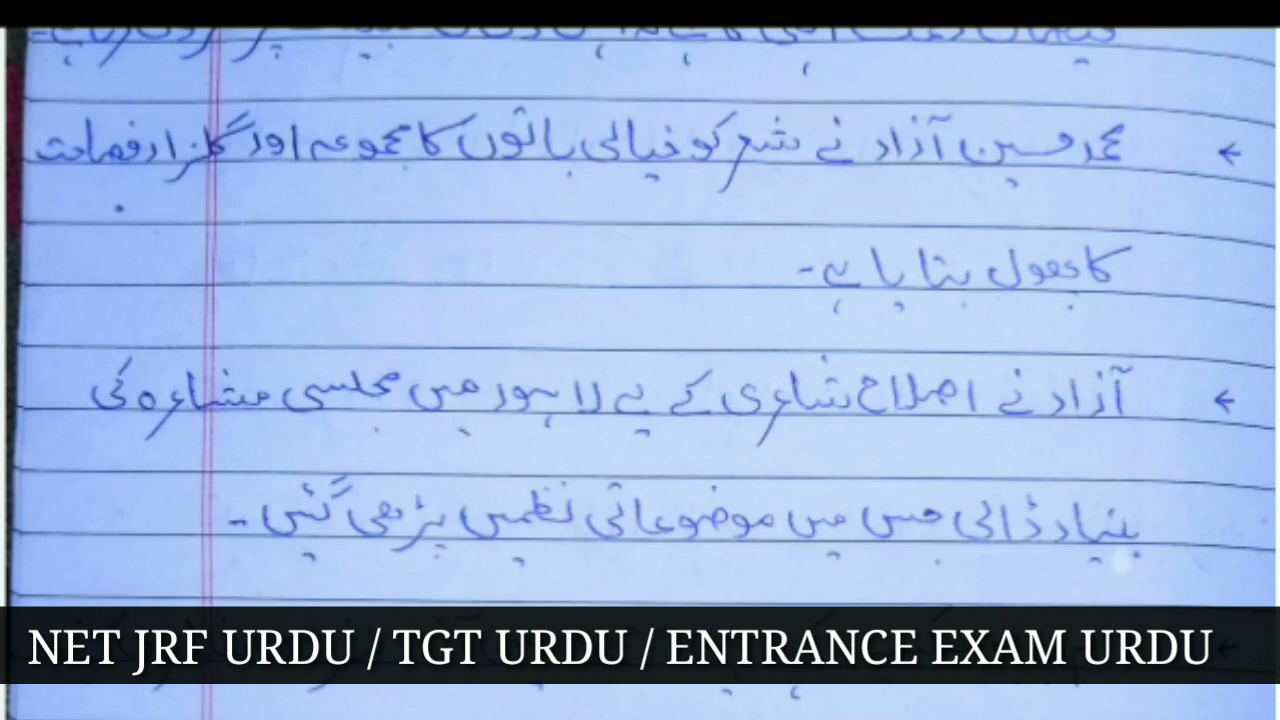 ← محمد حسین آزاد نے شعر کو خیالی باتوں کا مجموعہ اور گلزار فصاحت
کا پھول بتایا ہے۔
← آزاد نے اصلاح شاعری کے لیے لاہور میں مجلسی مشاعرہ کی
بنیاد ڈالی جس میں موضوعاتی نظمیں پڑھی گئیں۔
NET JRF URDU / TGT URDU / ENTRANCE EXAM URDU